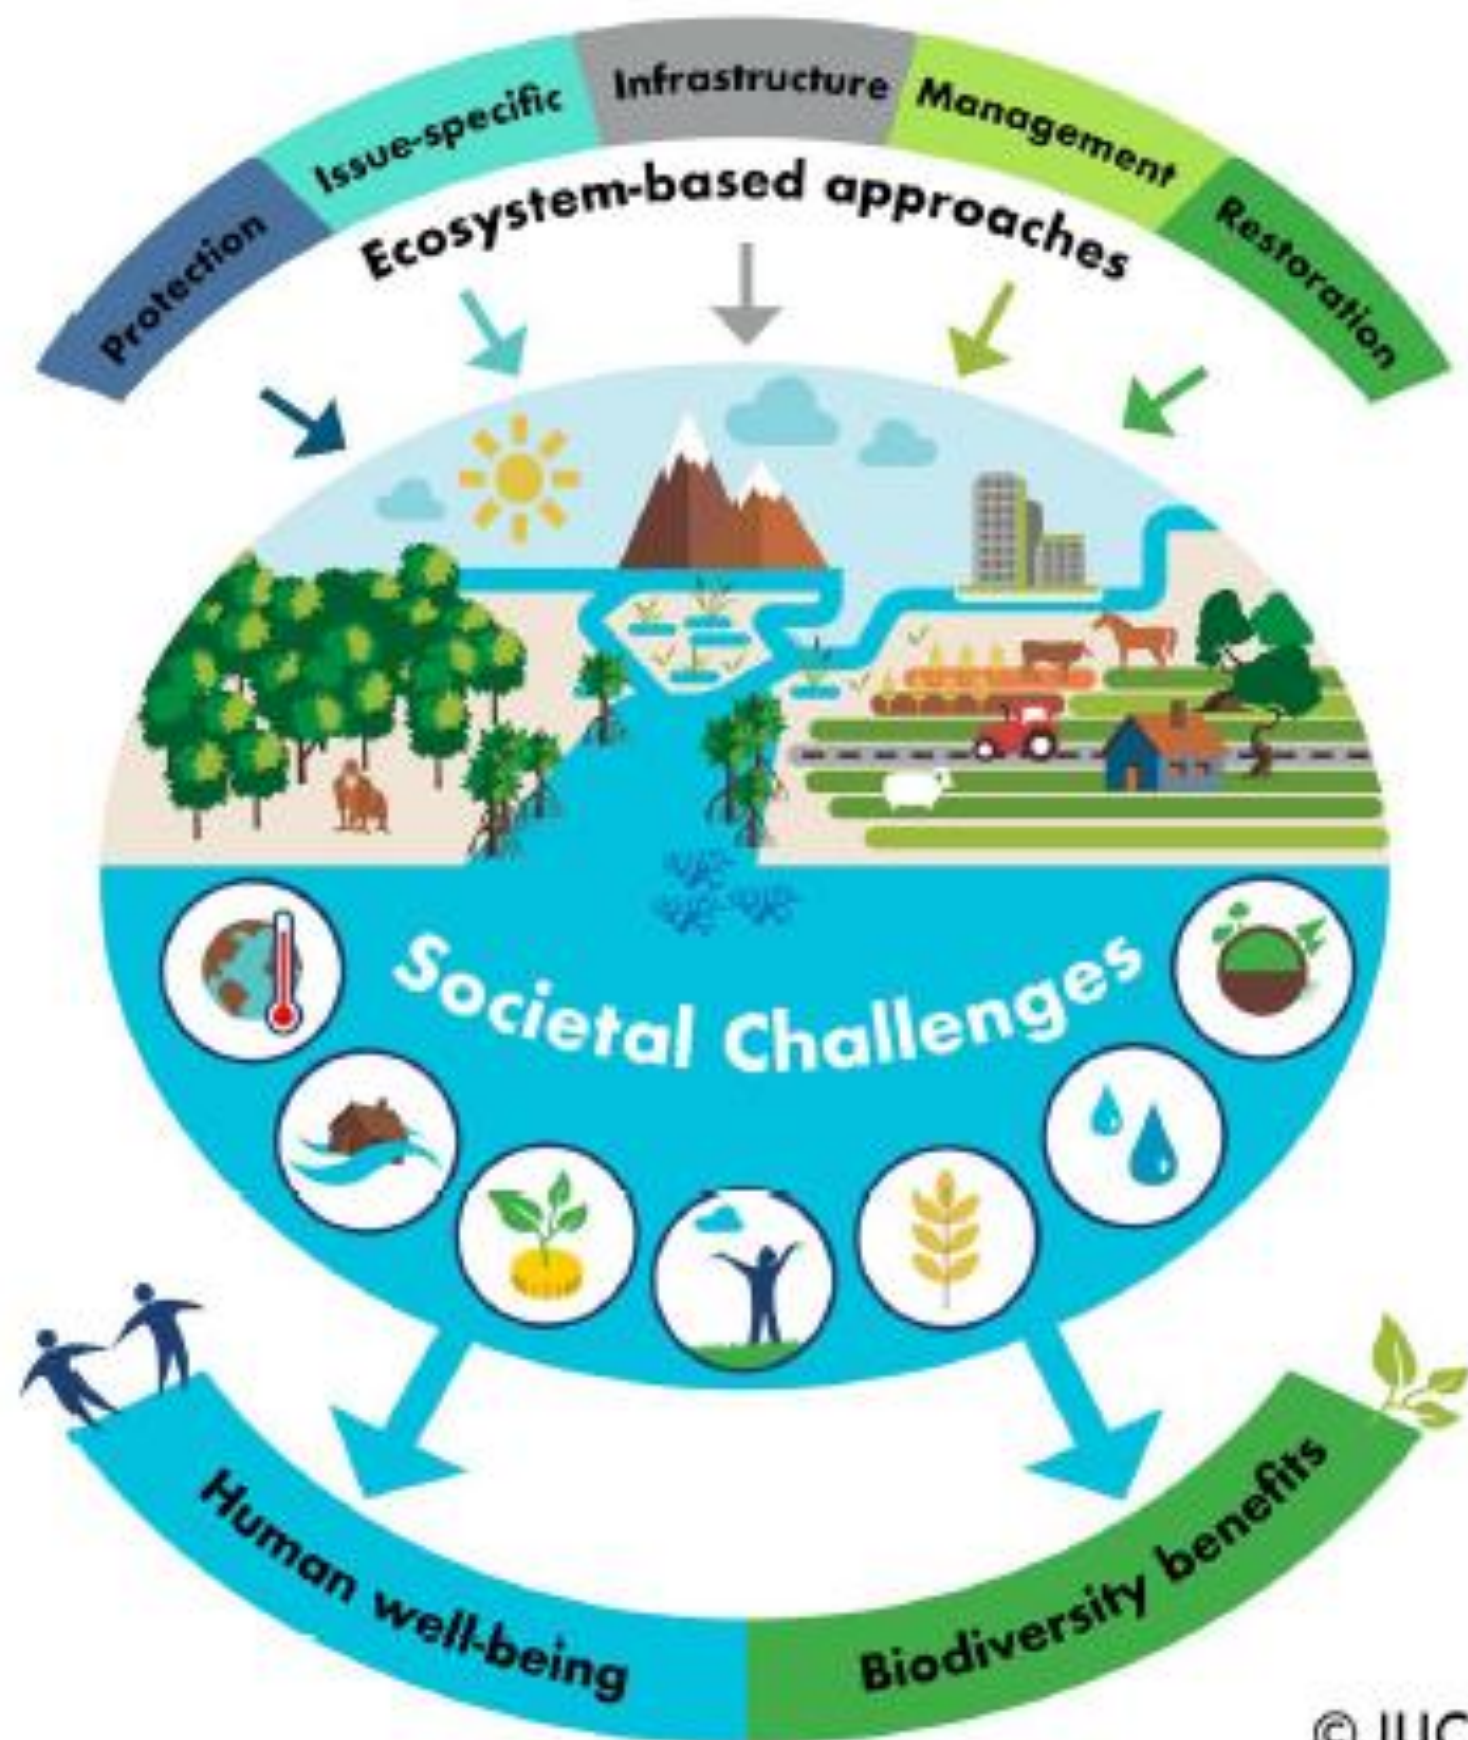 Protection
Issue-specific
Infrastructure
Management
Restoration
Ecosystem-based approaches
Societal Challenges
Human well-being
Biodiversity benefits
©